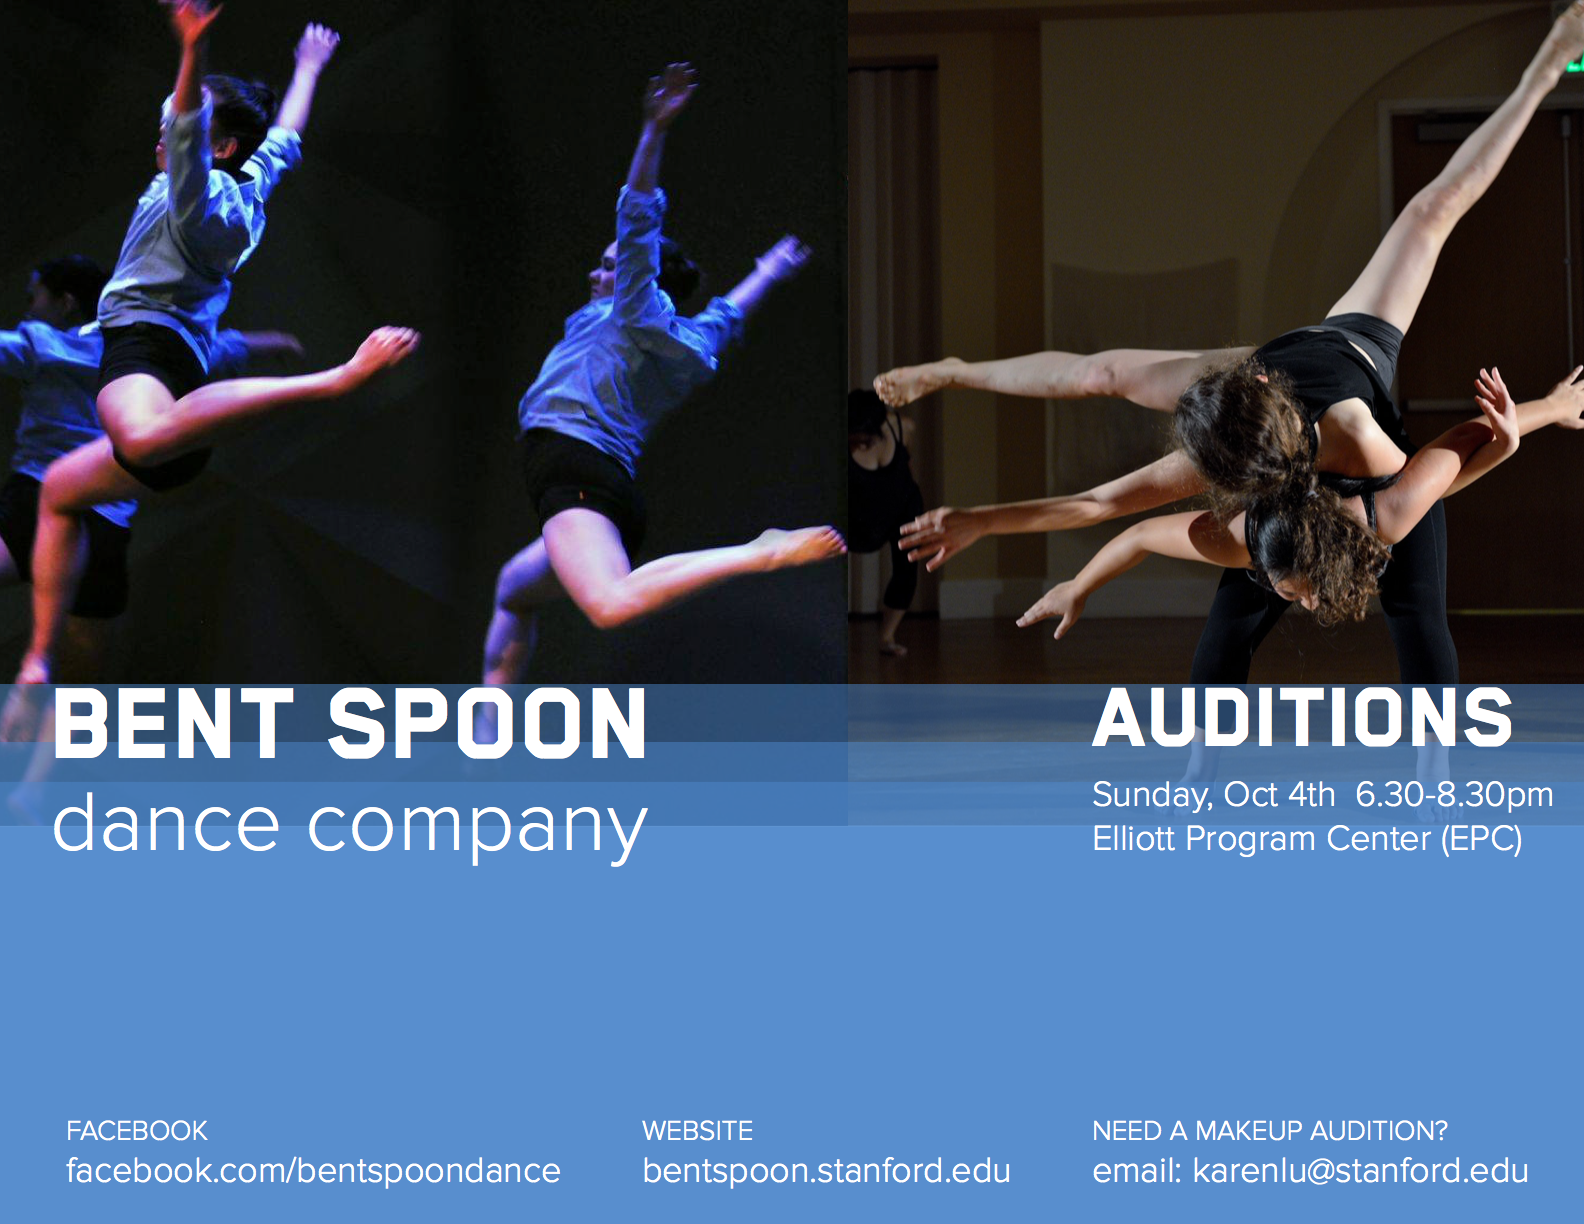 BENT SPOON
dance company
AUDITIONS
Sunday, Oct 4th 6.30-8.30pm
Elliott Program Center (EPC)
FACEBOOK
facebook.com/bentspoondance
WEBSITE
bentspoon.stanford.edu
NEED A MAKEUP AUDITION?
email: karenlu@stanford.edu